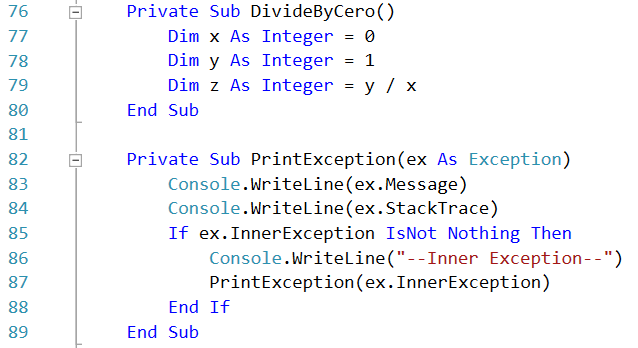 76 Private Sub DivideByCero()
77 Dim x As Integer = 0
78 Dim y As Integer = 1
79 Dim z As Integer = y / x
80 End Sub
81
82 Private Sub PrintException(ex As Exception)
83 Console.WriteLine(ex.Message)
84 Console.WriteLine(ex.StackTrace)
85 If ex.InnerException IsNot Nothing Then
86 Console.WriteLine("--Inner Exception--")
87 PrintException(ex.InnerException)
88 End If
89 End Sub